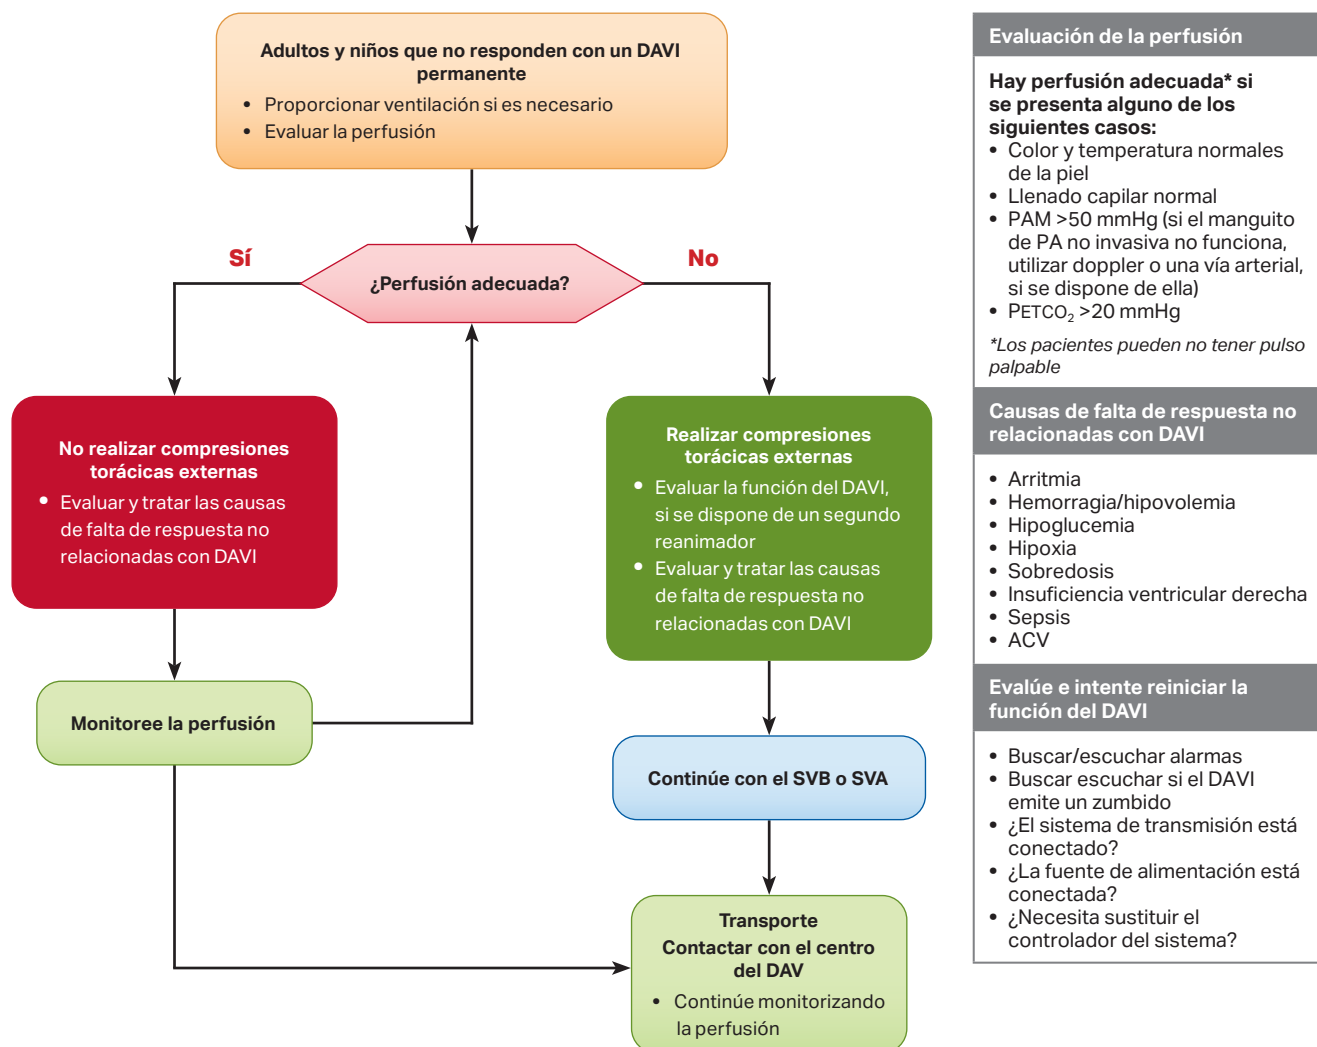 Adultos y niños que no responden con un DAVI
permanente
• Proporcionar ventilación si es necesario
• Evaluar la perfusión
Sí
No
¿Perfusión adecuada?
No realizar compresiones
torácicas externas
• Evaluar y tratar las causas
de falta de respuesta no
relacionadas con DAVI
Realizar compresiones
torácicas externas
• Evaluar la función del DAVI,
si se dispone de un segundo
reanimador
• Evaluar y tratar las causas
de falta de respuesta no
relacionadas con DAVI
Monitoree la perfusión
Continúe con el SVB o SVA
Transporte
Contactar con el centro
del DAV
• Continúe monitorizando
la perfusión
Evaluación de la perfusión
Hay perfusión adecuada* si
se presenta alguno de los
siguientes casos:
• Color y temperatura normales
de la piel
• Llenado capilar normal
• PAM >50 mmHg (si el manguito
de PA no invasiva no funciona,
utilizar doppler o una vía arterial,
si se dispone de ella)
• PETCO₂ >20 mmHg
*Los pacientes pueden no tener pulso
palpable
Causas de falta de respuesta no
relacionadas con DAVI
• Arritmia
• Hemorragia/hipovolemia
• Hipoglucemia
• Hipoxia
• Sobredosis
• Insuficiencia ventricular derecha
• Sepsis
• ACV
Evalúe e intente reiniciar la
función del DAVI
• Buscar/escuchar alarmas
• Buscar escuchar si el DAVI
emite un zumbido
• ¿El sistema de transmisión está
conectado?
• ¿La fuente de alimentación está
conectada?
• ¿Necesita sustituir el
controlador del sistema?